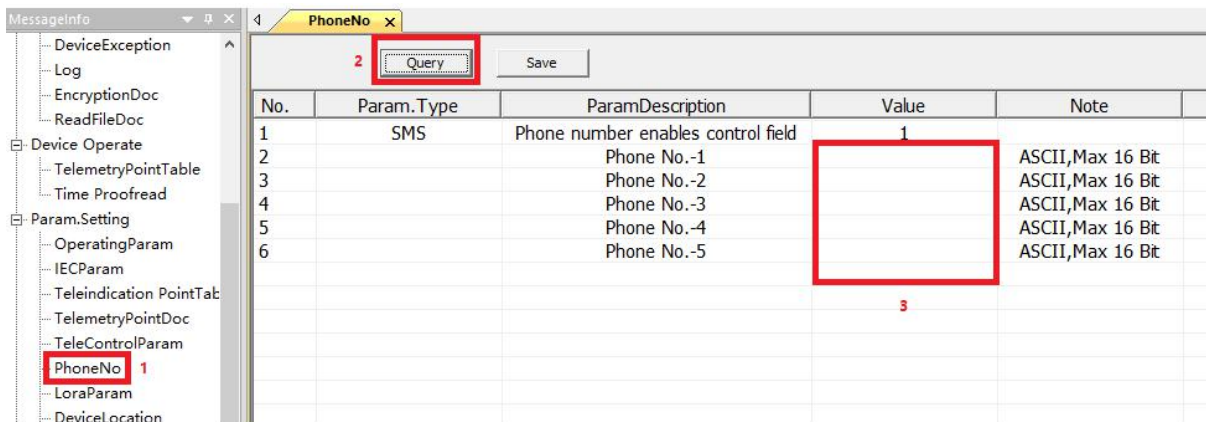 MessageInfo
DeviceException
Log
EncryptionDoc
ReadFileDoc
Device Operate
TelemetryPointTable
Time Proofread
Param.Setting
OperatingParam
IECParam
Teleindication PointTab
TelemetryPointDoc
TeleControlParam
PhoneNo 1
LoraParam
DeviceLocation
PhoneNo x
2 Query Save
No. Param.Type ParamDescription Value Note
1 SMS Phone number enables control field 1
2 Phone No.-1 ASCII,Max 16 Bit
3 Phone No.-2 ASCII,Max 16 Bit
4 Phone No.-3 ASCII,Max 16 Bit
5 Phone No.-4 ASCII,Max 16 Bit
6 Phone No.-5 ASCII,Max 16 Bit
3